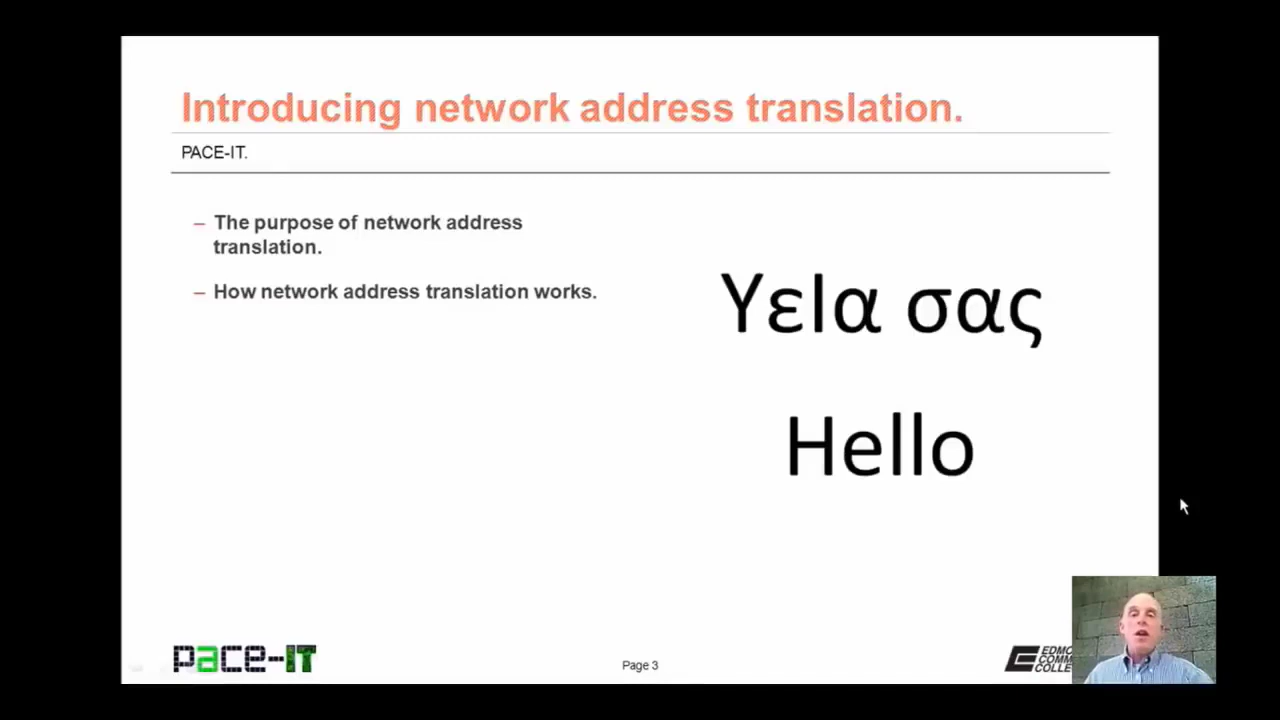 Introducing network address translation.
PACE-IT.
– The purpose of network address
translation.
– How network address translation works.
Υεlα σας
Hello
pace-IT
Page 3